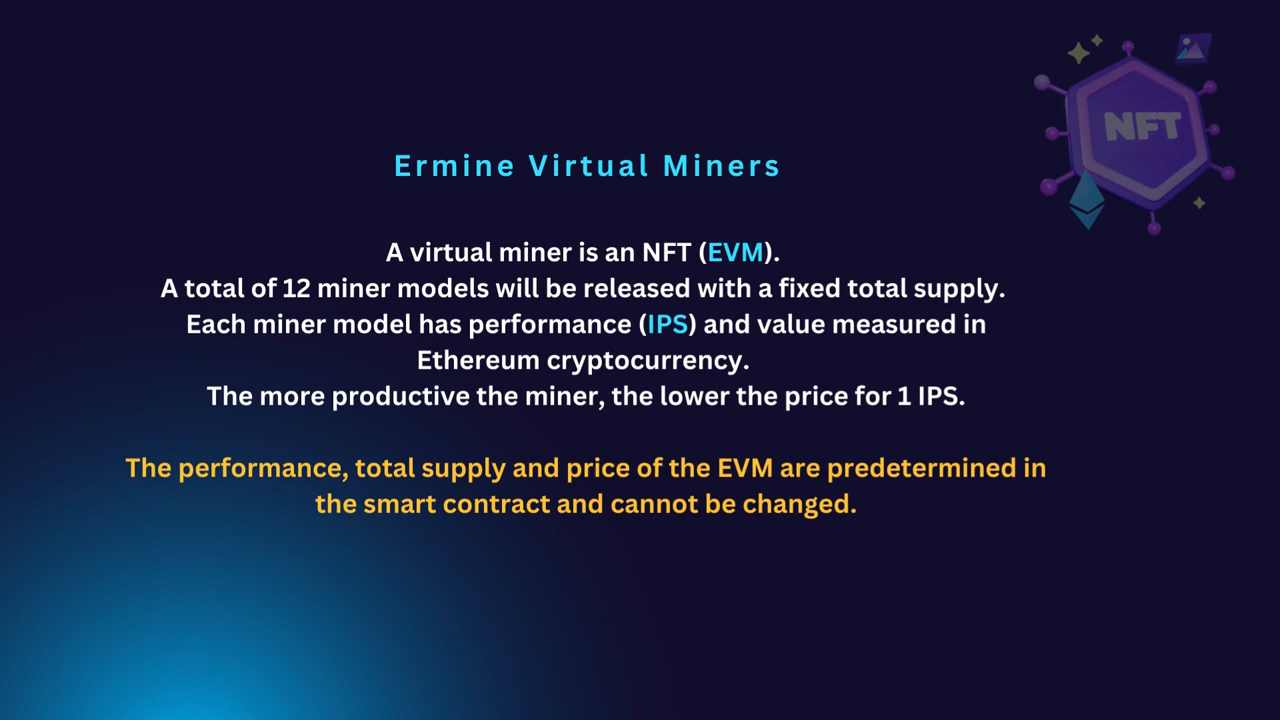 NFT
Ermine Virtual Miners
A virtual miner is an NFT (EVM).
A total of 12 miner models will be released with a fixed total supply.
Each miner model has performance (IPS) and value measured in
Ethereum cryptocurrency.
The more productive the miner, the lower the price for 1 IPS.
The performance, total supply and price of the EVM are predetermined in
the smart contract and cannot be changed.